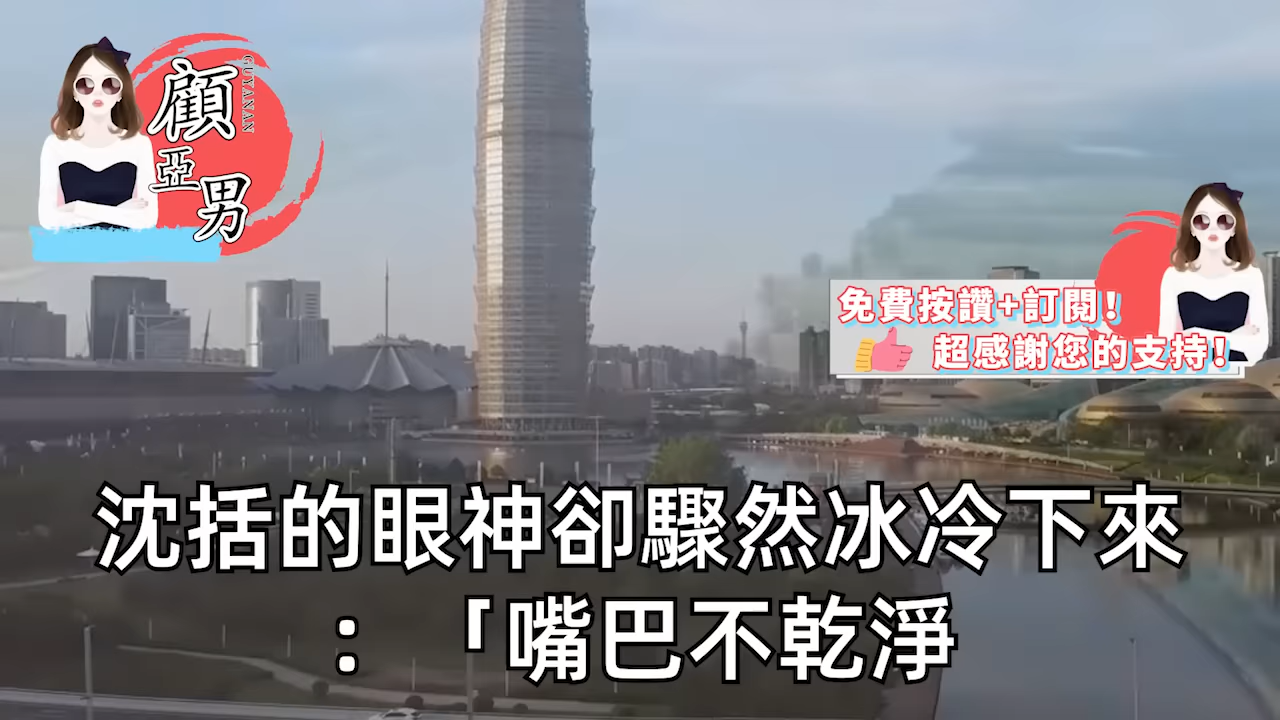 顧亞男
GUYANAN
免費按讚+訂閱!
超感謝您的支持!
沈括的眼神卻驟然冰冷下來
：「嘴巴不乾淨